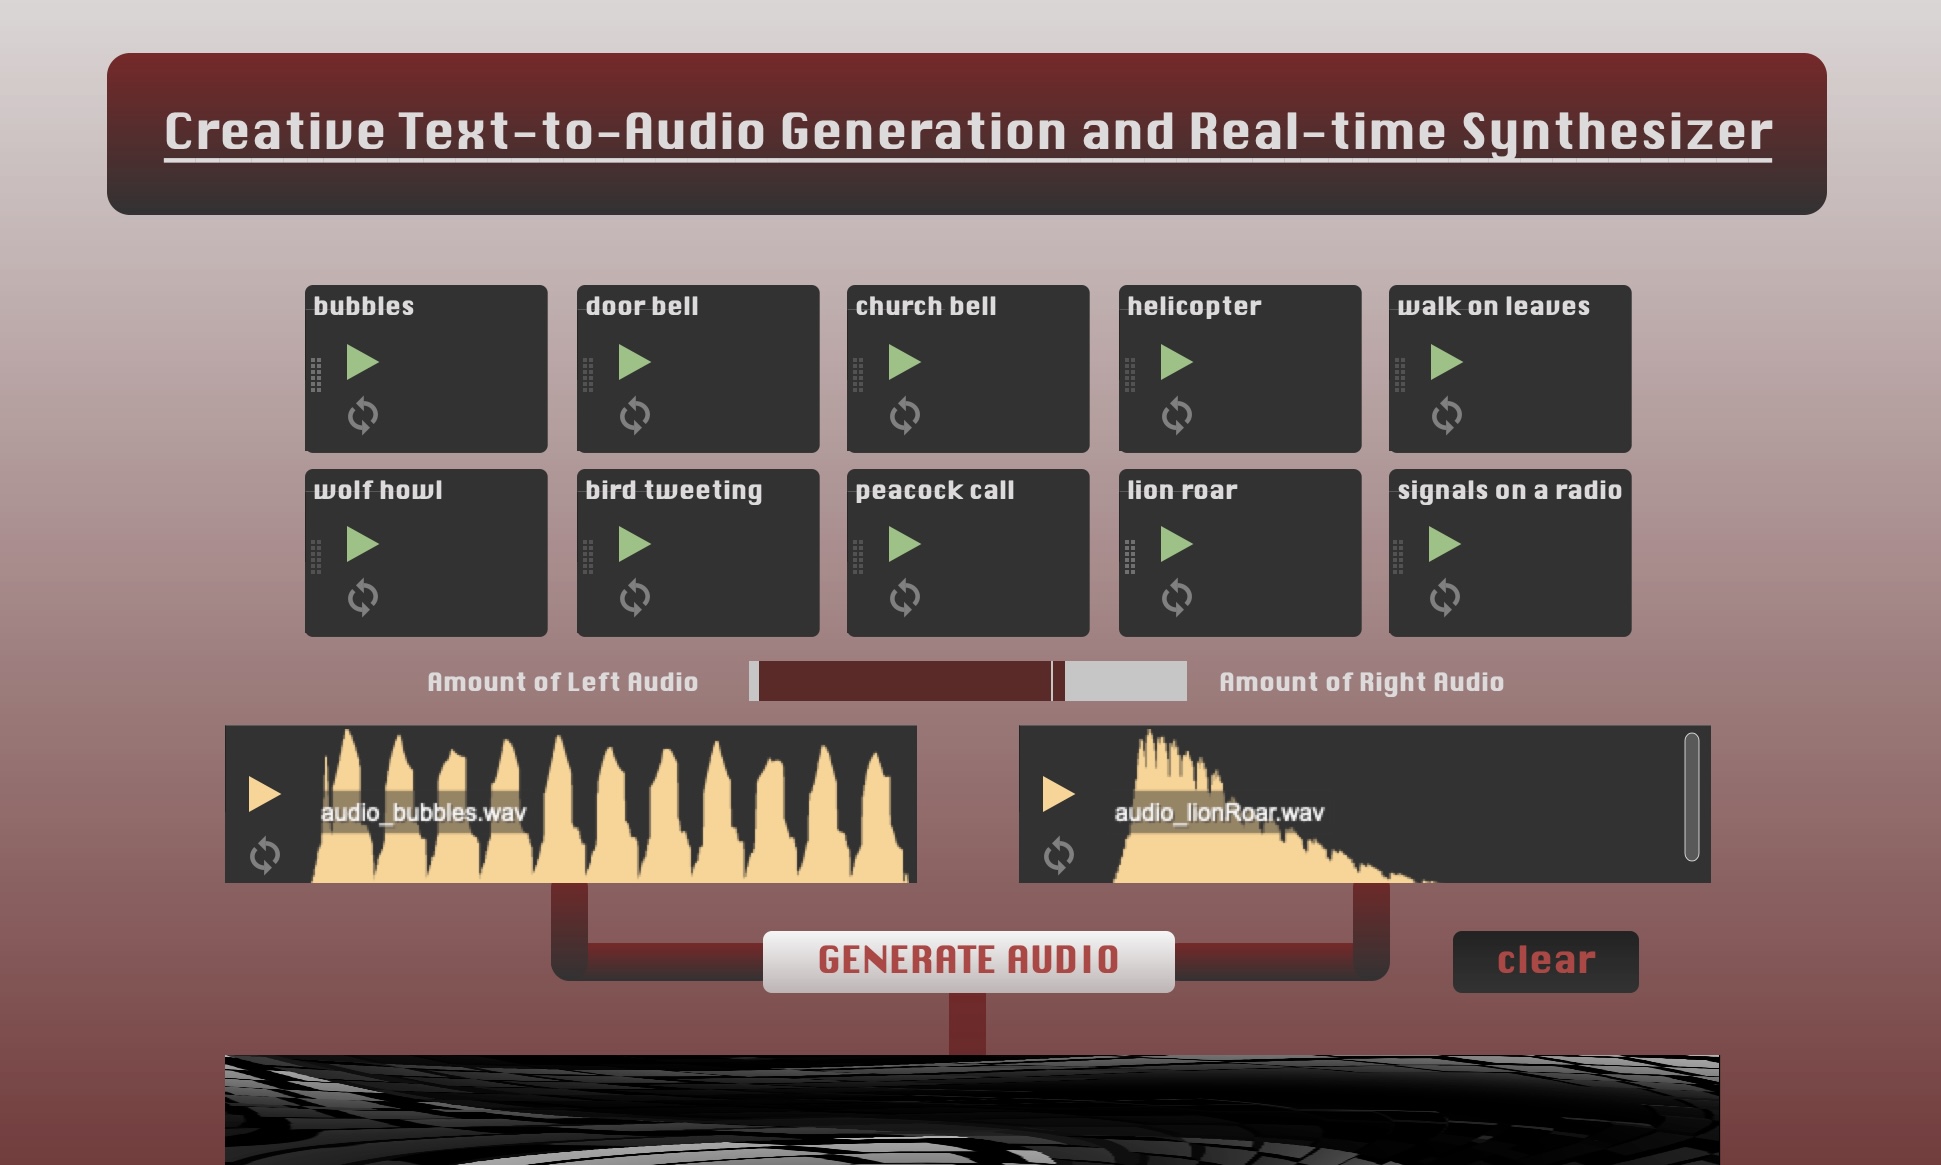 Creative Text-to-Audio Generation and Real-time Synthesizer
bubbles
door bell
church bell
helicopter
walk on leaves
wolf howl
bird tweeting
peacock call
lion roar
signals on a radio
Amount of Left Audio
Amount of Right Audio
audio_bubbles.wav
audio_lionRoar.wav
GENERATE AUDIO
clear